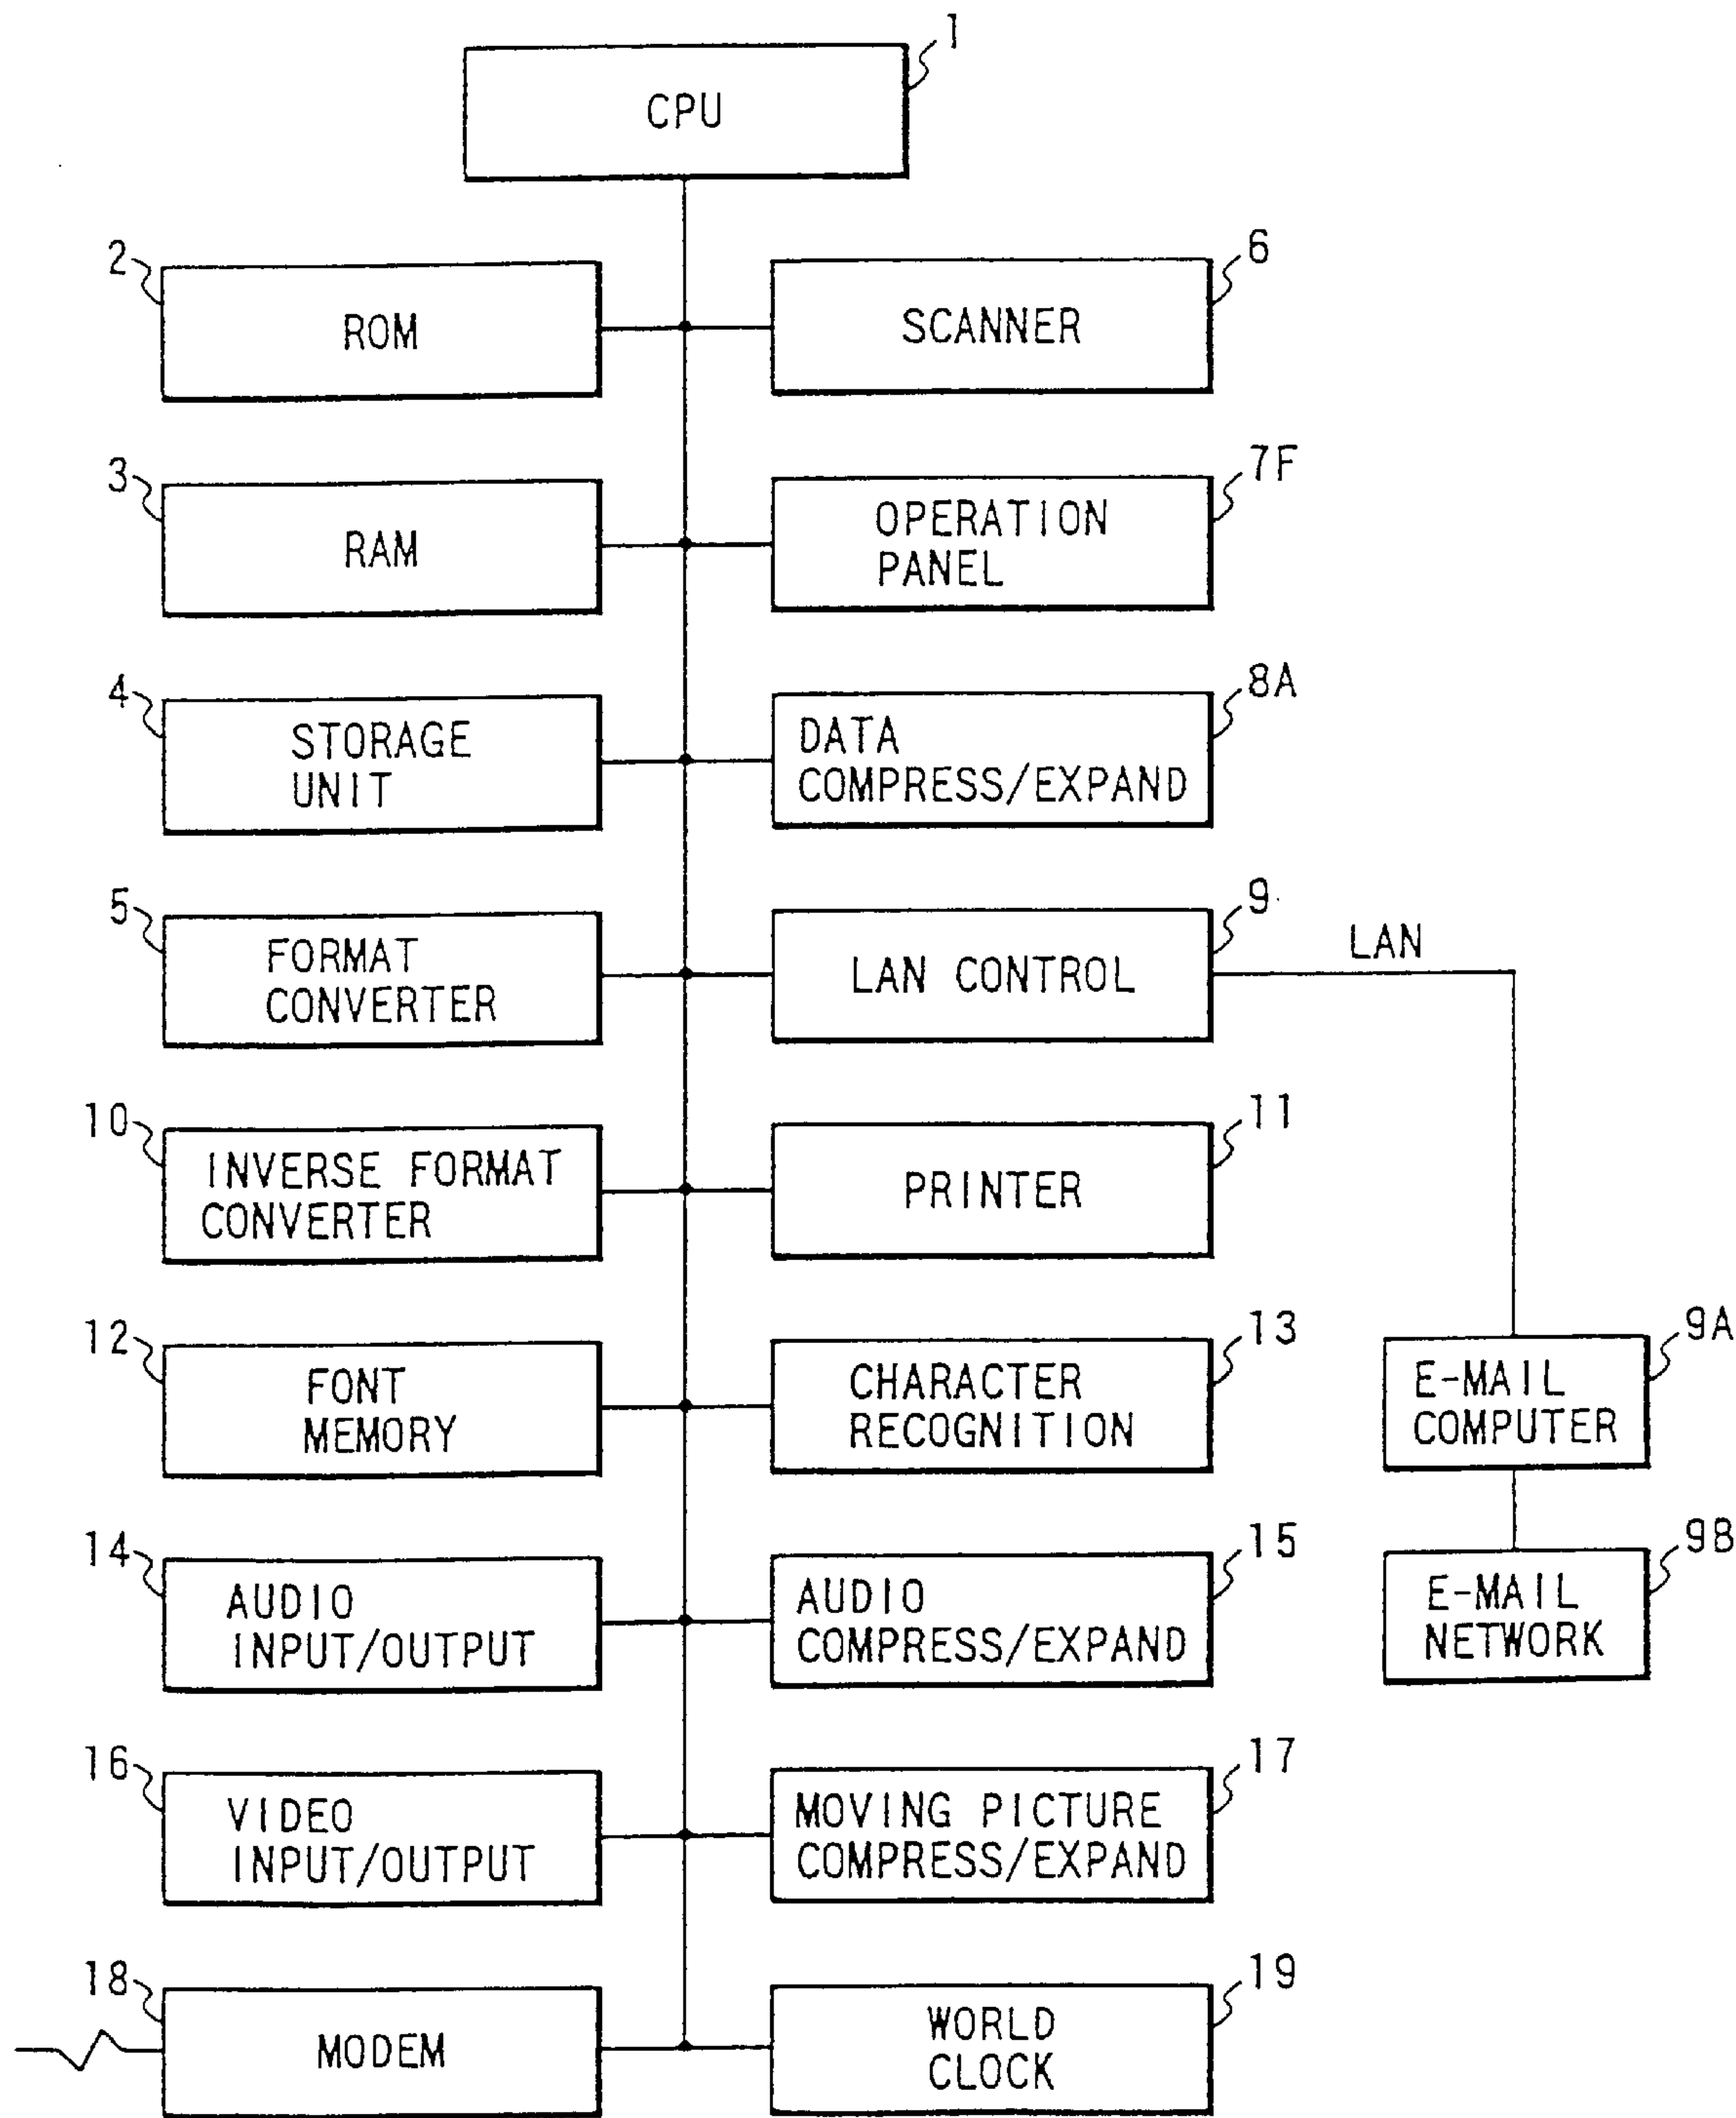 1
CPU
2
ROM
6
SCANNER
3
RAM
7F
OPERATION
PANEL
4
STORAGE
UNIT
8A
DATA
COMPRESS/EXPAND
5
FORMAT
CONVERTER
9
LAN CONTROL
LAN
10
INVERSE FORMAT
CONVERTER
11
PRINTER
12
FONT
MEMORY
13
CHARACTER
RECOGNITION
9A
E-MAIL
COMPUTER
14
AUDIO
INPUT/OUTPUT
15
AUDIO
COMPRESS/EXPAND
9B
E-MAIL
NETWORK
16
VIDEO
INPUT/OUTPUT
17
MOVING PICTURE
COMPRESS/EXPAND
18
MODEM
19
WORLD
CLOCK